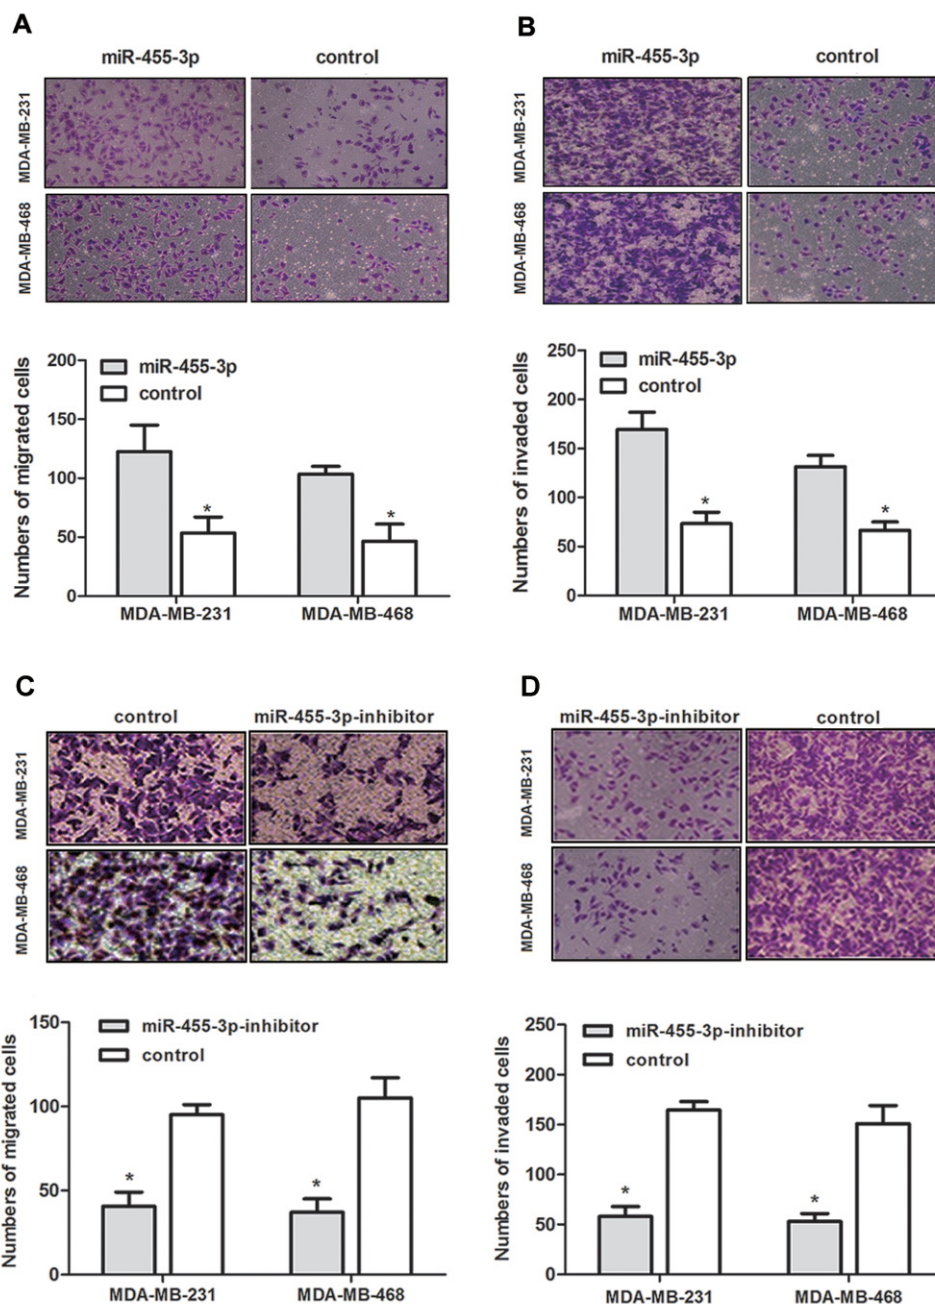 A
miR-455-3p control
MDA-MB-231
MDA-MB-468
200
150
100
50
0
Numbers of migrated cells
miR-455-3p
control
*
*
MDA-MB-231 MDA-MB-468
B
miR-455-3p control
MDA-MB-231
MDA-MB-468
250
200
150
100
50
0
Numbers of invaded cells
miR-455-3p
control
*
*
MDA-MB-231 MDA-MB-468
C
control miR-455-3p-inhibitor
MDA-MB-231
MDA-MB-468
150
100
50
0
Numbers of migrated cells
miR-455-3p-inhibitor
control
*
*
MDA-MB-231 MDA-MB-468
D
miR-455-3p-inhibitor control
MDA-MB-231
MDA-MB-468
250
200
150
100
50
0
Numbers of invaded cells
miR-455-3p-inhibitor
control
*
*
MDA-MB-231 MDA-MB-468